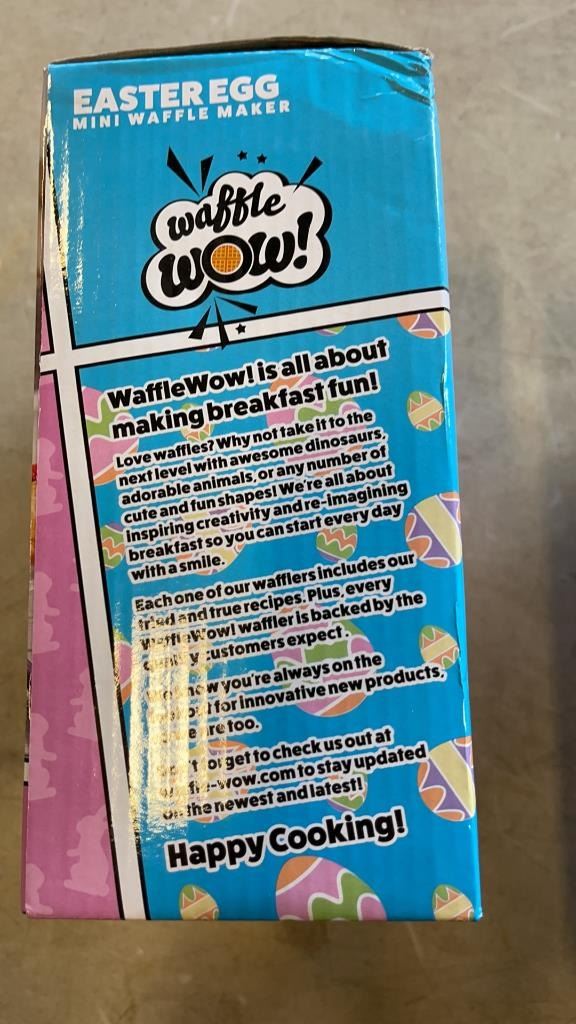 EASTER EGG
MINI WAFFLE MAKER
waffle
WOW!
WaffleWow! is all about
making breakfast fun!
Love waffles? Why not take it to the
next level with awesome dinosaurs,
adorable animals, or any number of
cute and fun shapes! We're all about
inspiring creativity and re-imagining
breakfast so you can start every day
with a smile.
Each one of our wafflers includes our
tried and true recipes. Plus, every
WaffleWow! waffler is backed by the
customers expect.
you're always on the
for innovative new products,
too.
get to check us out at
to stay updated
on the newest and latest!
Happy Cooking!